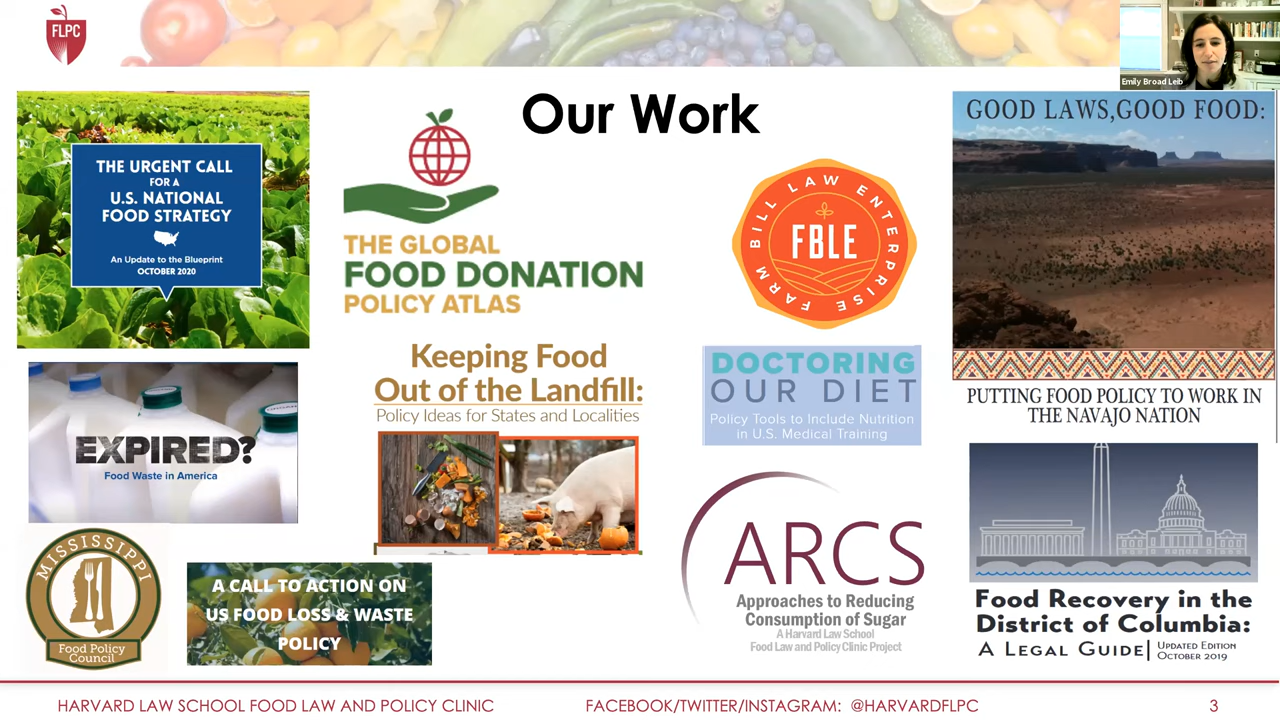 FLPC
Emily Broad Leib
Our Work
THE URGENT CALL
FOR A
U.S. NATIONAL
FOOD STRATEGY
An Update to the Blueprint
OCTOBER 2020
THE GLOBAL
FOOD DONATION
POLICY ATLAS
FARM BILL LAW ENTERPRISE
FBLE
GOOD LAWS,GOOD FOOD:
PUTTING FOOD POLICY TO WORK IN
THE NAVAJO NATION
EXPIRED?
Food Waste in America
Keeping Food
Out of the Landfill:
Policy Ideas for States and Localities
DOCTORING
OUR DIET
Policy Tools to Include Nutrition
in U.S. Medical Training
MISSISSIPPI
Food Policy
Council
A CALL TO ACTION ON
US FOOD LOSS & WASTE
POLICY
ARCS
Approaches to Reducing
Consumption of Sugar
A Harvard Law School
Food Law and Policy Clinic Project
Food Recovery in the
District of Columbia:
A LEGAL GUIDE| UPDATED EDITION
OCTOBER 2019
HARVARD LAW SCHOOL FOOD LAW AND POLICY CLINIC
FACEBOOK/TWITTER/INSTAGRAM: @HARVARDFLPC
3